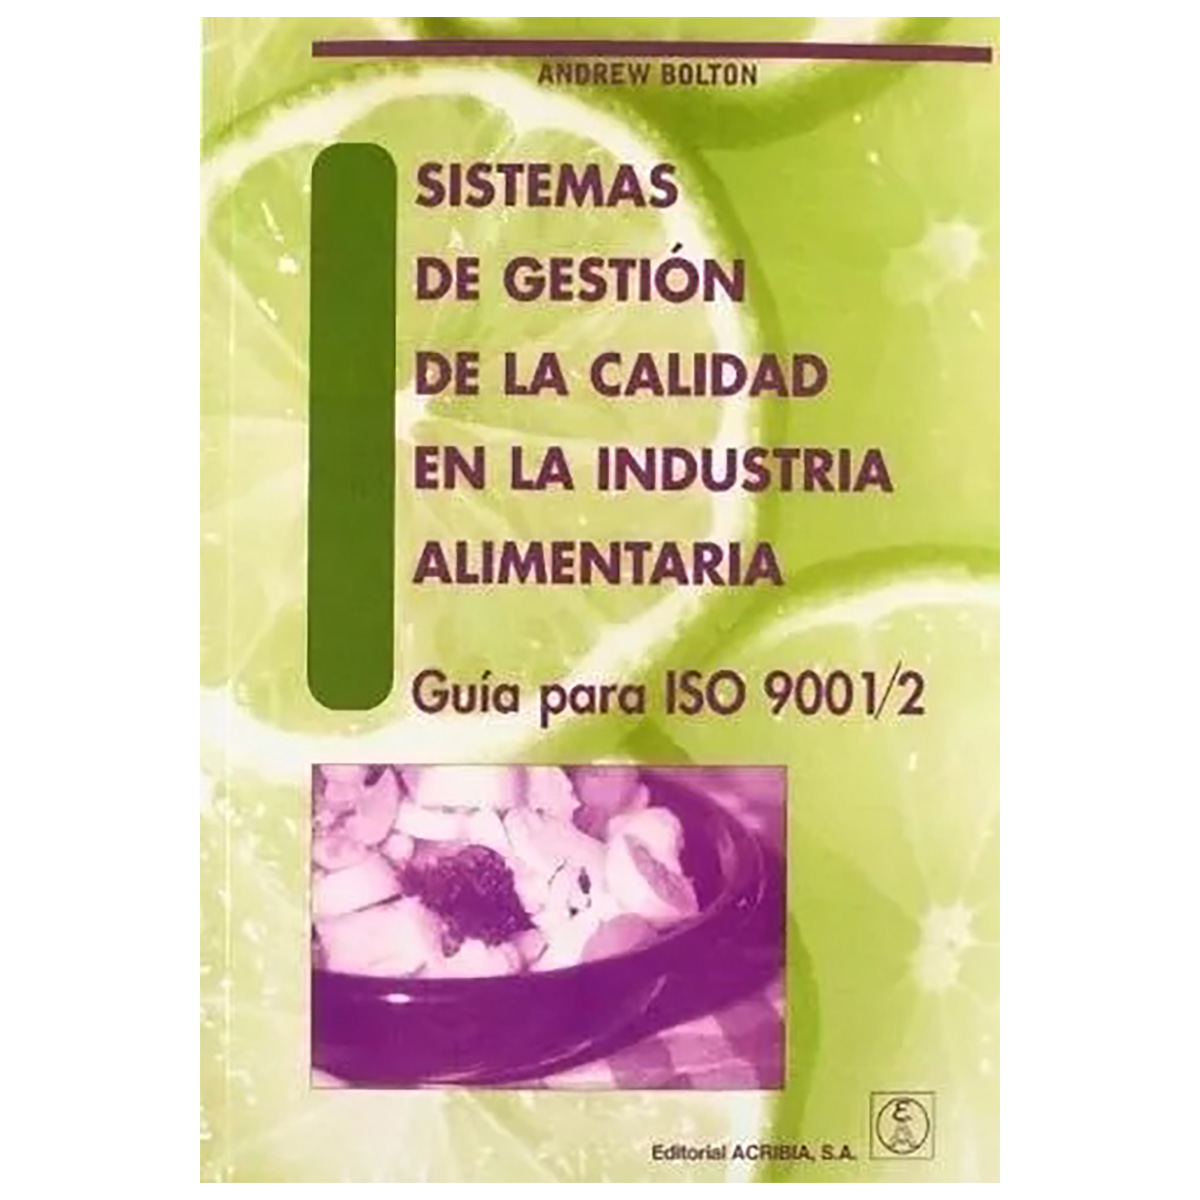 ANDREW BOLTON
SISTEMAS
DE GESTIÓN
DE LA CALIDAD
EN LA INDUSTRIA
ALIMENTARIA
Guía para ISO 9001/2
Editorial ACRIBIA, S.A.
εA